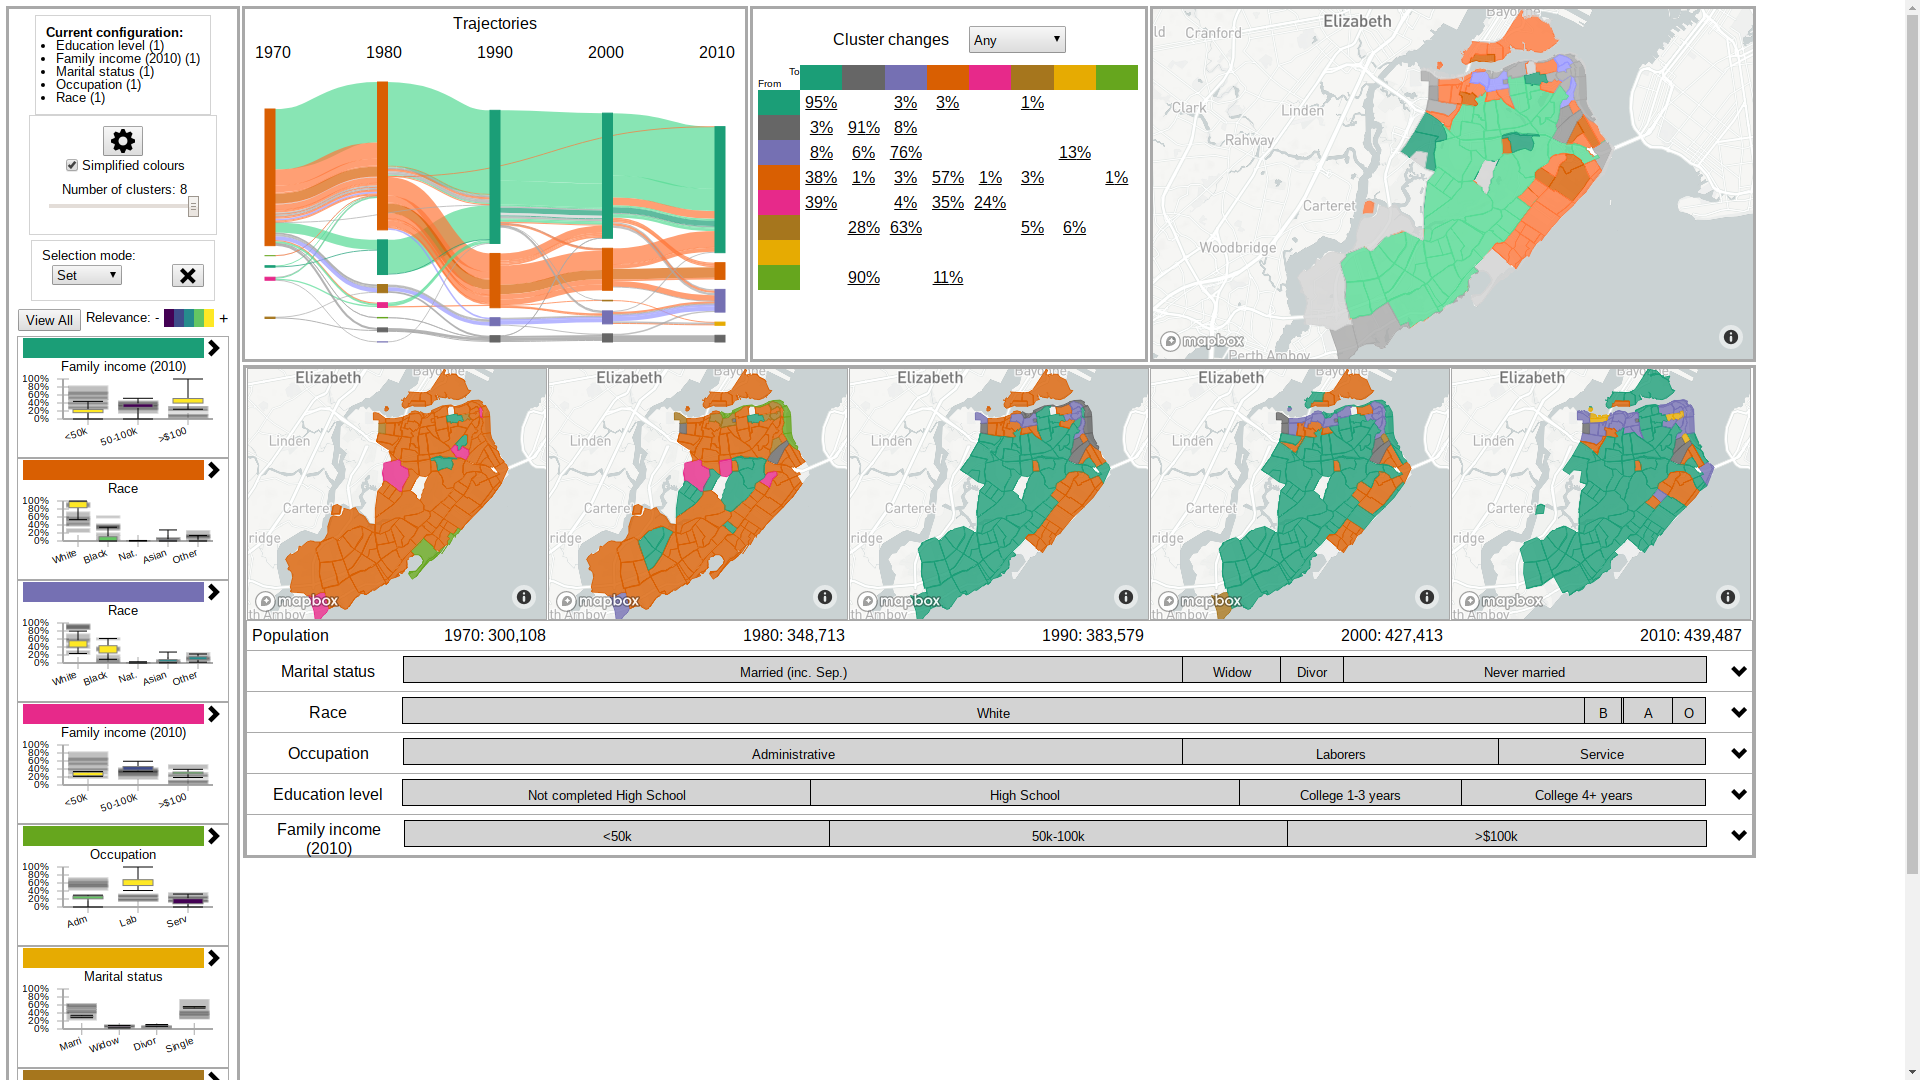 Current configuration:
Education level (1)
Family income (2010) (1)
Marital status (1)
Occupation (1)
Race (1)
Simplified colours
Number of clusters: 8
Selection mode:
Set
View All
Relevance: - +
Family income (2010)
100%
80%
60%
40%
20%
0%
<50k
50-100k
>$100
Race
100%
80%
60%
40%
20%
0%
White
Black
Nat.
Asian
Other
Race
100%
80%
60%
40%
20%
0%
White
Black
Nat.
Asian
Other
Family income (2010)
100%
80%
60%
40%
20%
0%
<50k
50-100k
>$100
Occupation
100%
80%
60%
40%
20%
0%
Adm
Lab
Serv
Marital status
100%
80%
60%
40%
20%
0%
Marri
Widow
Divor
Single
Trajectories
1970 1980 1990 2000 2010
Cluster changes Any
To
From
95% 3% 3% 1%
3% 91% 8%
8% 6% 76% 13%
38% 1% 3% 57% 1% 3% 1%
39% 4% 35% 24%
28% 63% 5% 6%
90% 11%
Elizabeth
Bayonne
ld
Cranford
Clark
Linden
Rahway
Carteret
Woodbridge
mapbox
Perth Amboy
Elizabeth
Bayonne
Linden
Carteret
ridge
mapbox
th Amboy
Elizabeth
Bayonne
Linden
Carteret
ridge
mapbox
th Amboy
Elizabeth
Bayonne
Linden
Carteret
ridge
mapbox
th Amboy
Elizabeth
Bayonne
Linden
Carteret
ridge
mapbox
th Amboy
Elizabeth
Bayonne
Linden
Carteret
ridge
mapbox
th Amboy
Population 1970: 300,108 1980: 348,713 1990: 383,579 2000: 427,413 2010: 439,487
Marital status Married (inc. Sep.) Widow Divor Never married
Race White B A O
Occupation Administrative Laborers Service
Education level Not completed High School High School College 1-3 years College 4+ years
Family income (2010) <50k 50k-100k >$100k